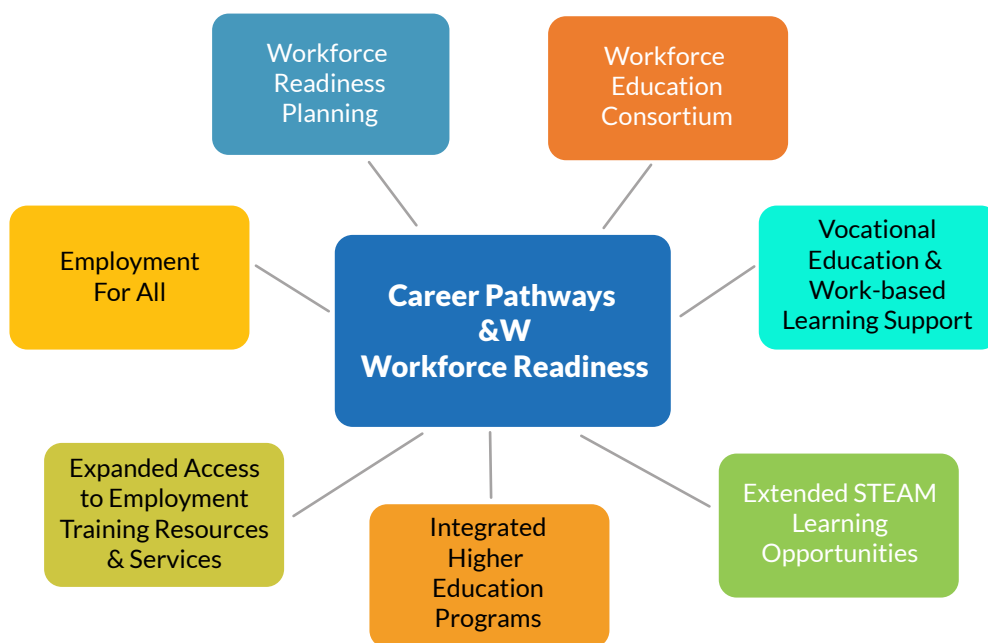 Workforce
Readiness
Planning
Workforce
Education
Consortium
Employment
For All
Career Pathways
&W
Workforce Readiness
Vocational
Education &
Work-based
Learning Support
Expanded Access
to Employment
Training Resources
& Services
Integrated
Higher
Education
Programs
Extended STEAM
Learning
Opportunities